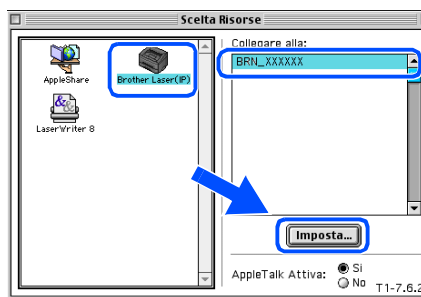 Scelta Risorse
AppleShare
Brother Laser(IP)
LaserWriter 8
Collegare alla:
BRN_XXXXXX
Imposta...
AppleTalk Attiva:
Si
No
T1-7.6.2